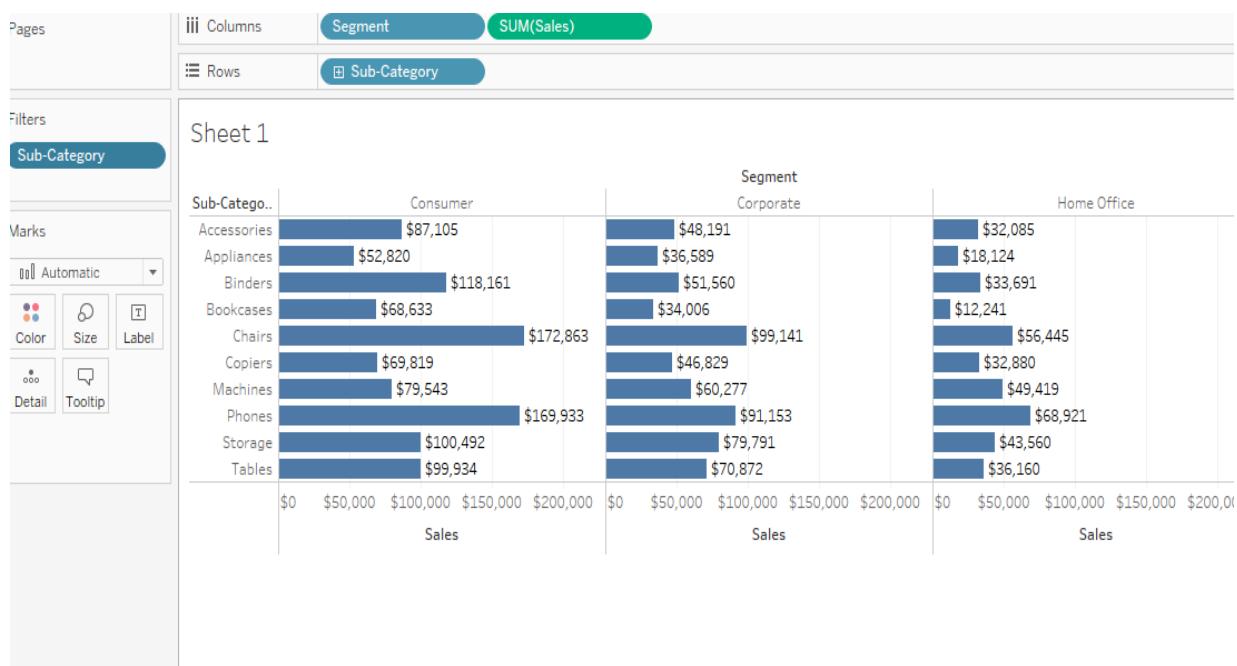 Pages
Columns Segment SUM(Sales)
Rows Sub-Category
Filters
Sub-Category
Marks
Automatic
Color Size Label
Detail Tooltip
Sheet 1
Segment
Sub-Catego.. Consumer Corporate Home Office
Accessories $87,105 $48,191 $32,085
Appliances $52,820 $36,589 $18,124
Binders $118,161 $51,560 $33,691
Bookcases $68,633 $34,006 $12,241
Chairs $172,863 $99,141 $56,445
Copiers $69,819 $46,829 $32,880
Machines $79,543 $60,277 $49,419
Phones $169,933 $91,153 $68,921
Storage $100,492 $79,791 $43,560
Tables $99,934 $70,872 $36,160
$0 $50,000 $100,000 $150,000 $200,000 $0 $50,000 $100,000 $150,000 $200,000 $0 $50,000 $100,000 $150,000 $200,0
Sales Sales Sales